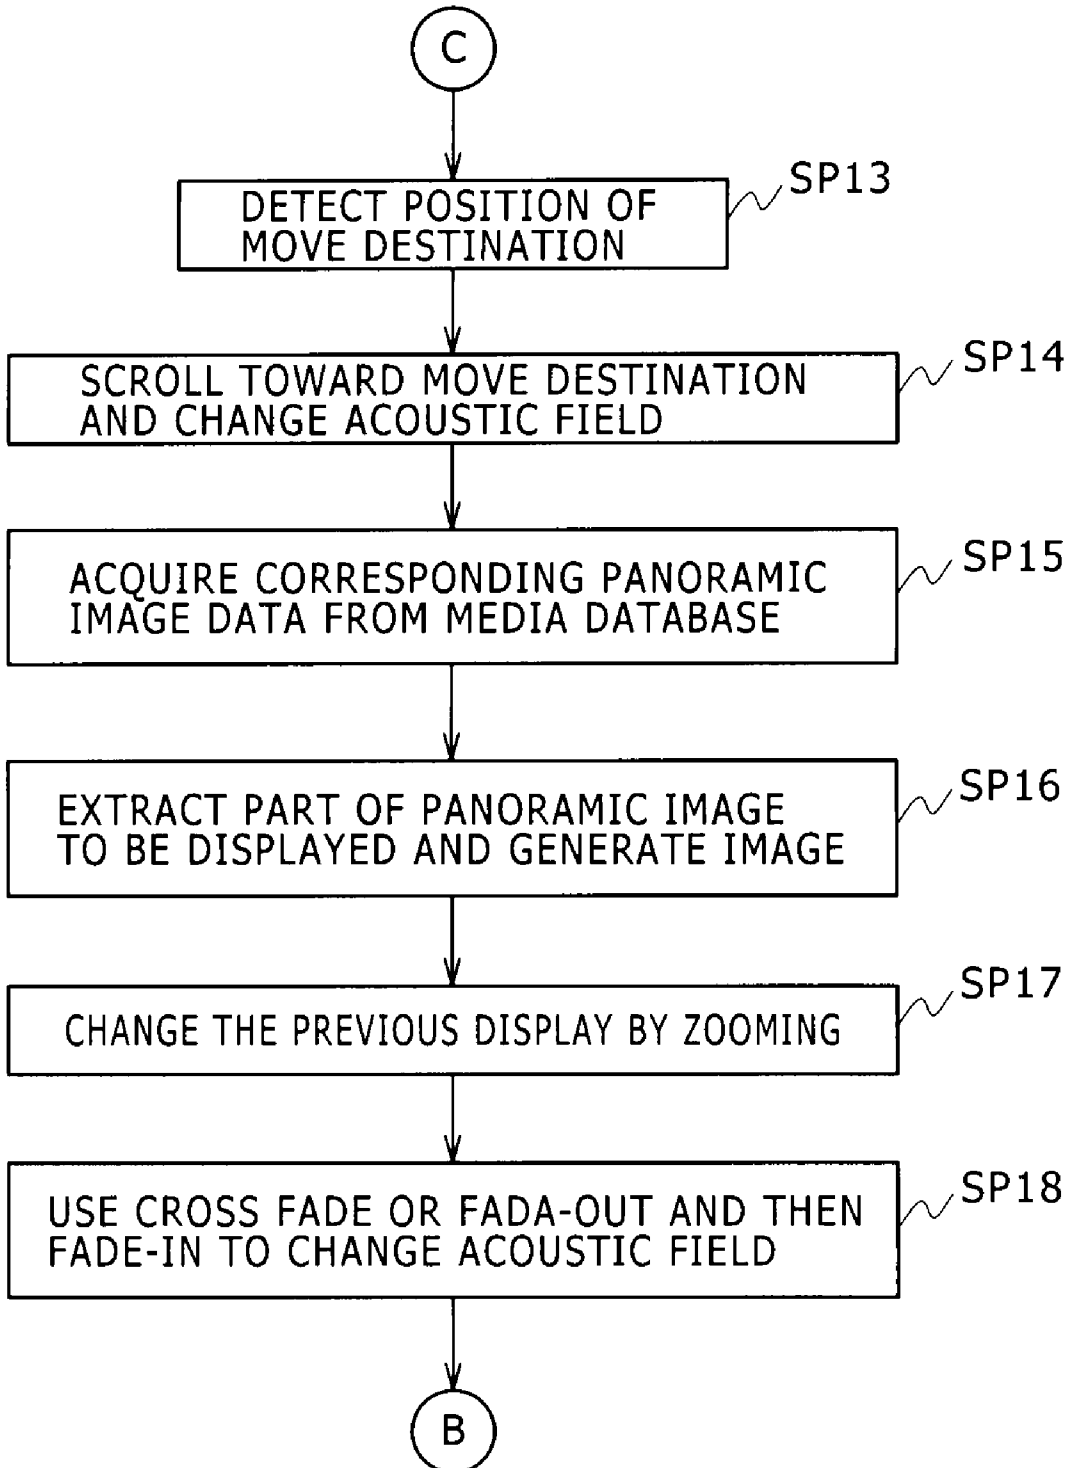 C
SP13
DETECT POSITION OF
MOVE DESTINATION
SP14
SCROLL TOWARD MOVE DESTINATION
AND CHANGE ACOUSTIC FIELD
SP15
ACQUIRE CORRESPONDING PANORAMIC
IMAGE DATA FROM MEDIA DATABASE
SP16
EXTRACT PART OF PANORAMIC IMAGE
TO BE DISPLAYED AND GENERATE IMAGE
SP17
CHANGE THE PREVIOUS DISPLAY BY ZOOMING
SP18
USE CROSS FADE OR FADA-OUT AND THEN
FADE-IN TO CHANGE ACOUSTIC FIELD
B